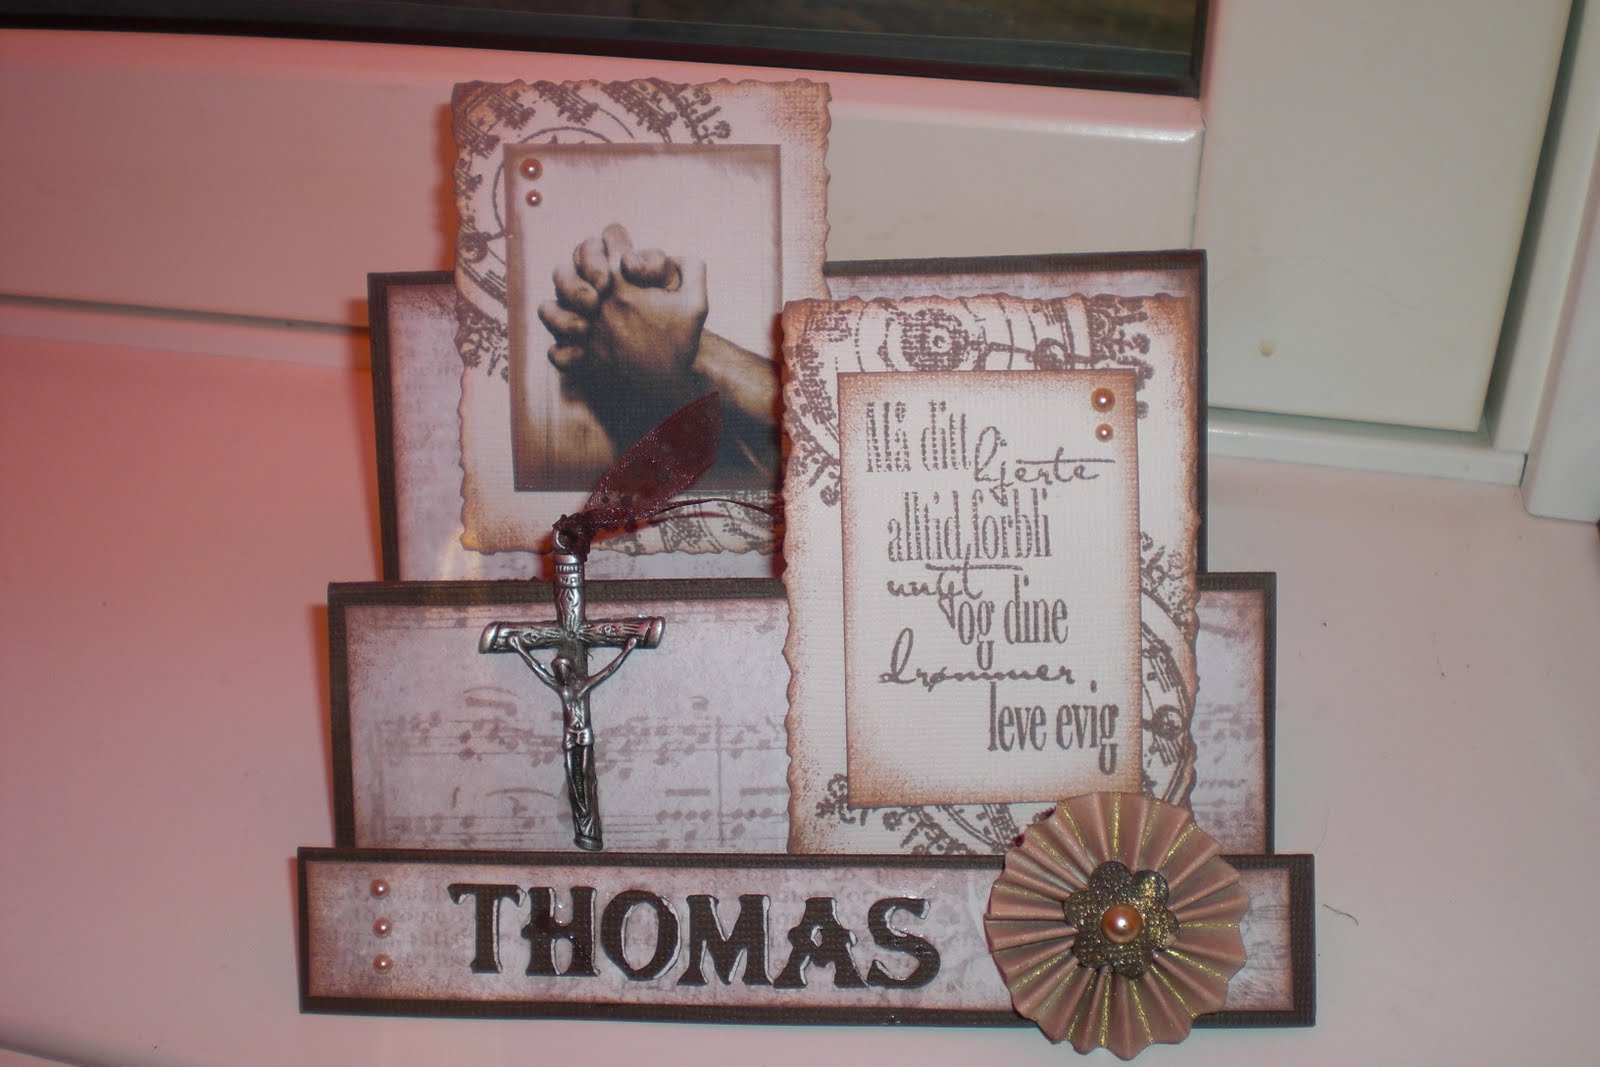 Må ditt hjerte
alltid forbli
ungt
og dine
drømmer
leve evig
THOMAS